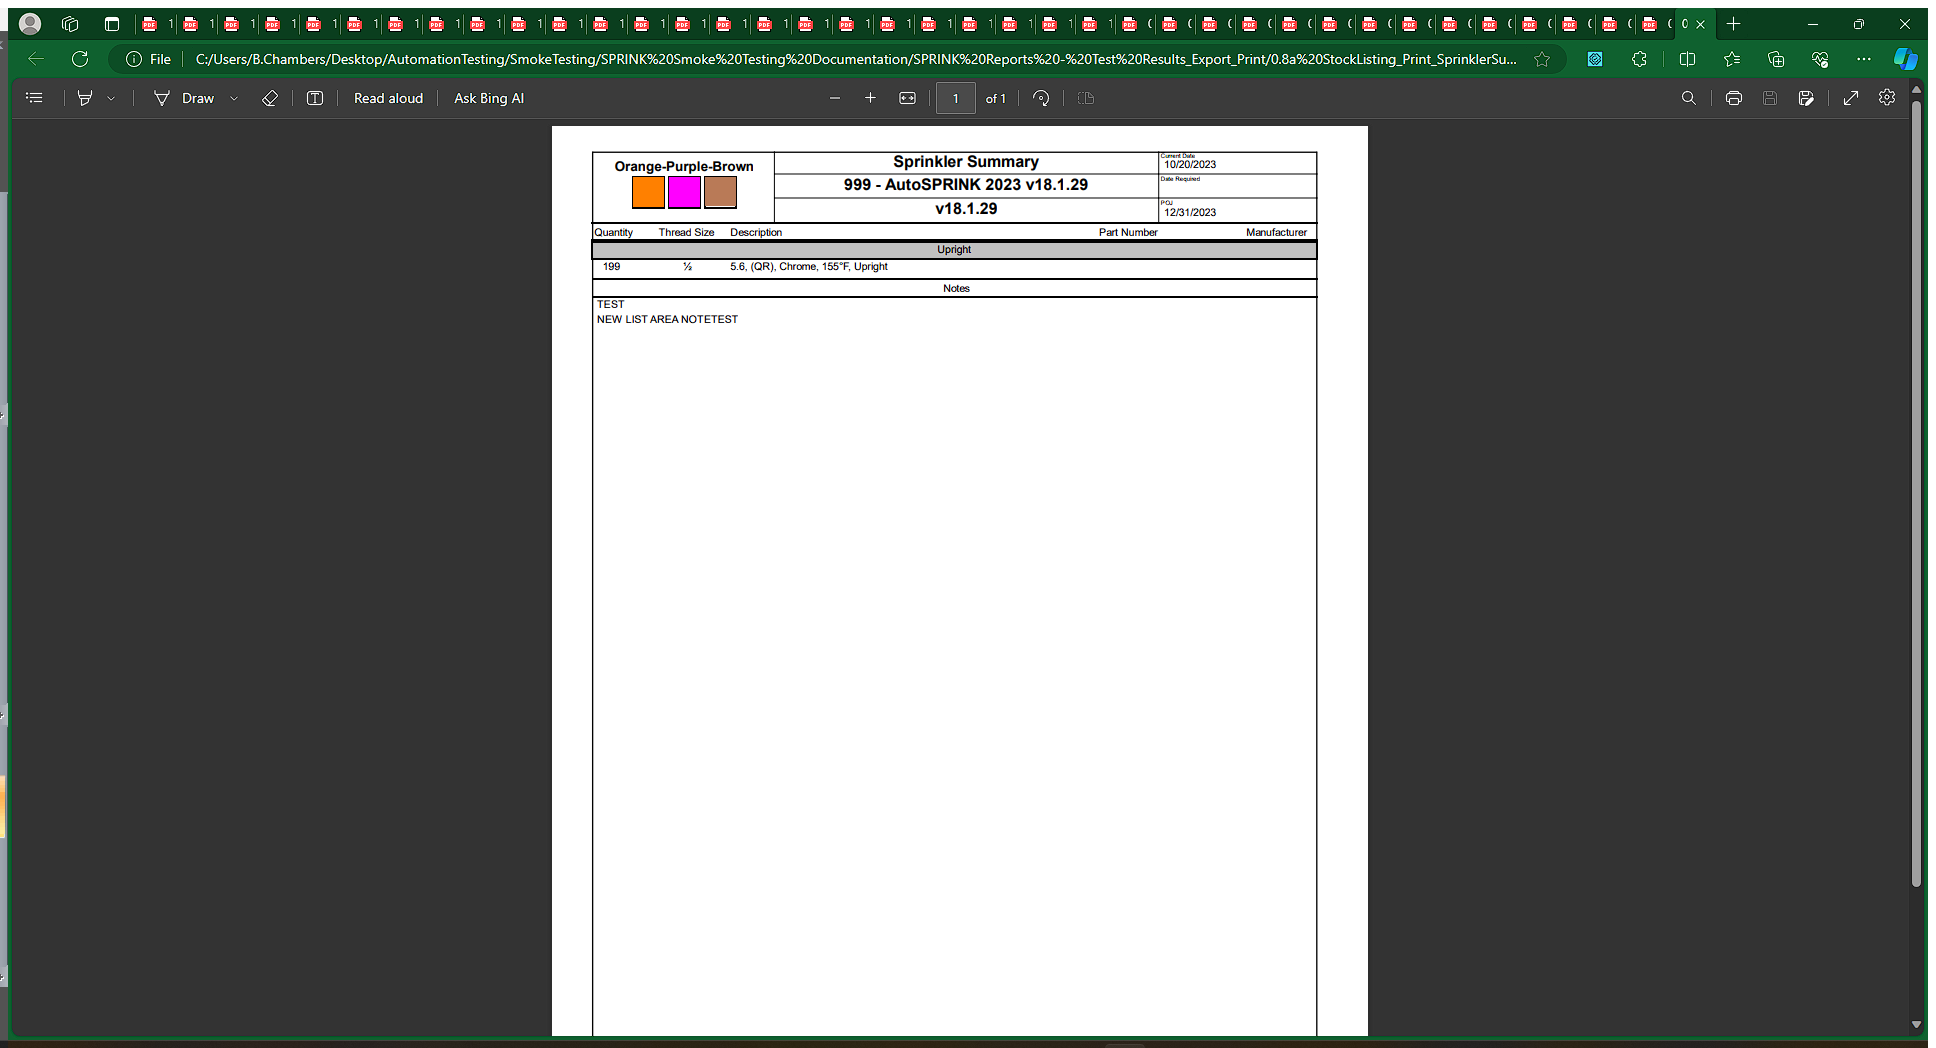 File
C:/Users/B.Chambers/Desktop/AutomationTesting/SmokeTesting/SPRINK%20Smoke%20Testing%20Documentation/SPRINK%20Reports%20-%20Test%20Results_Export_Print/0.8a%20StockListing_Print_SprinklerSu...
Draw
Read aloud
Ask Bing AI
1
of 1
Orange-Purple-Brown
Sprinkler Summary
Current Date
10/20/2023
999 - AutoSPRINK 2023 v18.1.29
Date Required
v18.1.29
POJ
12/31/2023
Quantity Thread Size Description Part Number Manufacturer
Upright
199 ½ 5.6, (QR), Chrome, 155°F, Upright
Notes
TEST
NEW LIST AREA NOTETEST